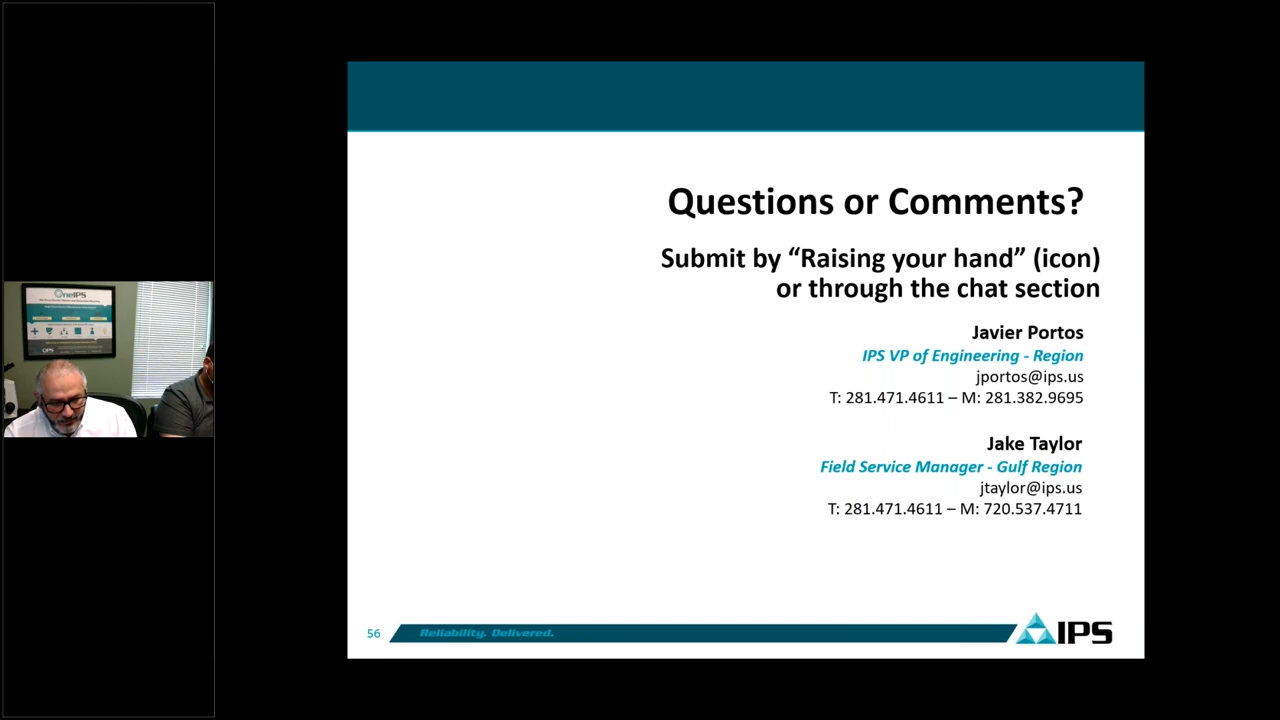 OneIPS
Questions or Comments?
Submit by “Raising your hand” (icon)
or through the chat section
Javier Portos
IPS VP of Engineering - Region
jportos@ips.us
T: 281.471.4611 – M: 281.382.9695
Jake Taylor
Field Service Manager - Gulf Region
jtaylor@ips.us
T: 281.471.4611 – M: 720.537.4711
56
Reliability. Delivered.
IPS